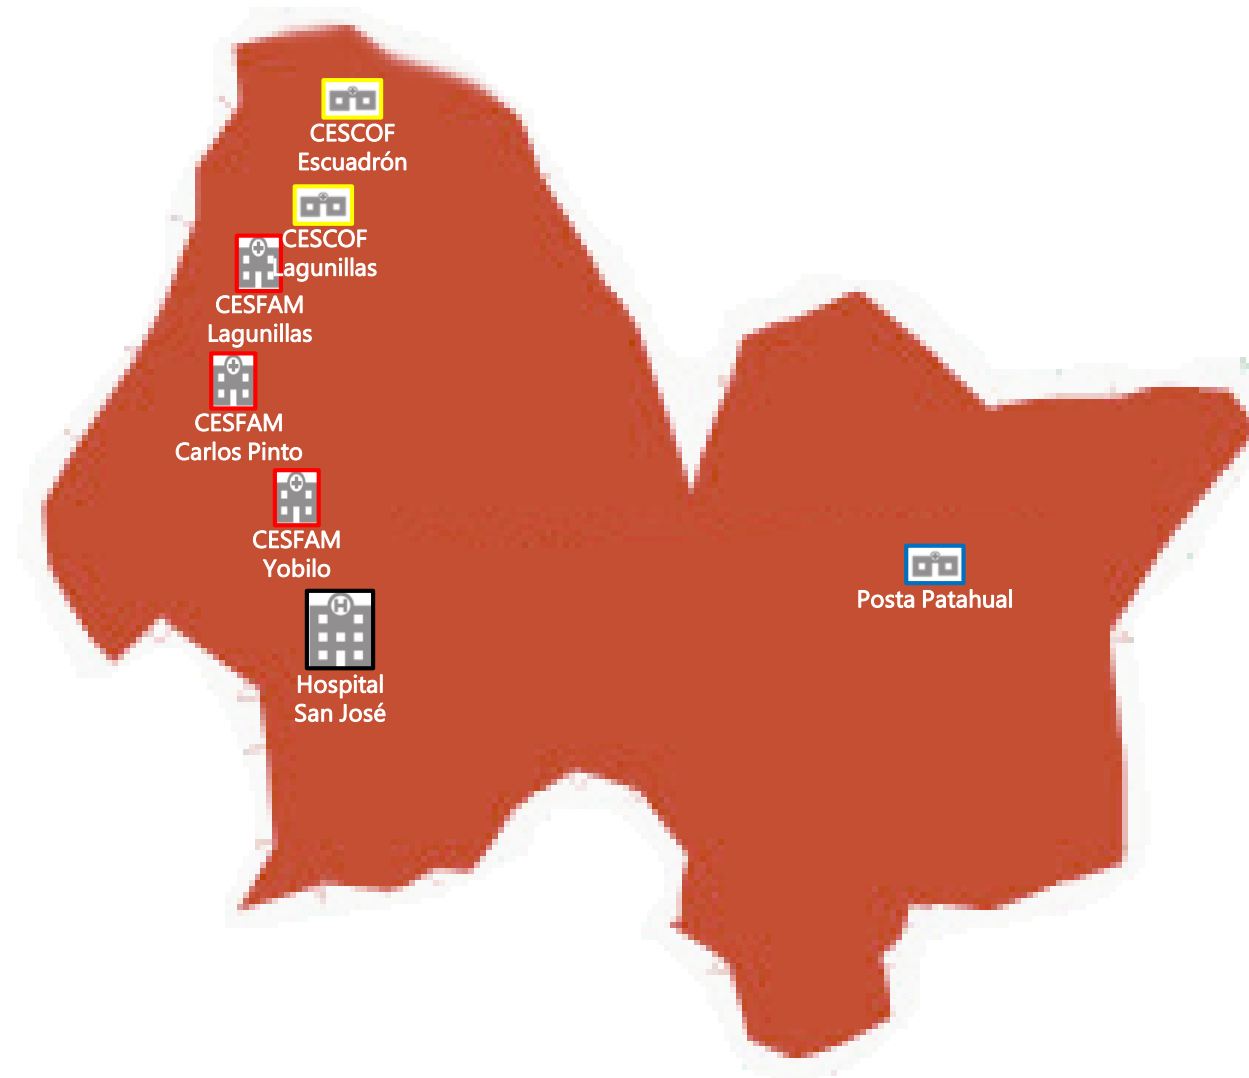 CESCOF
Escuadrón
CESCOF
Lagunillas
CESFAM
Lagunillas
CESFAM
Carlos Pinto
CESFAM
Yobilo
H
Hospital
San José
Posta Patahual